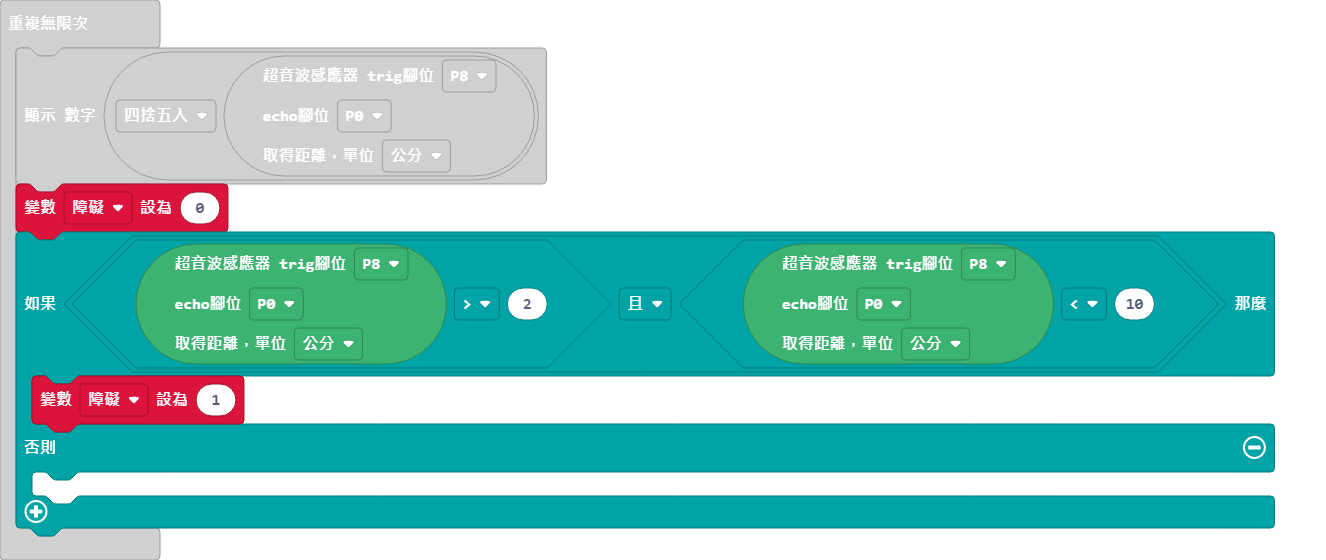 重複無限次
超音波感應器 trig腳位 P8
顯示 數字 四捨五入 echo腳位 P0
取得距離，單位 公分
變數 障礙 設為 0
超音波感應器 trig腳位 P8 超音波感應器 trig腳位 P8
如果 echo腳位 P0 > 2 且 echo腳位 P0 < 10 那麼
取得距離，單位 公分 取得距離，單位 公分
變數 障礙 設為 1
否則